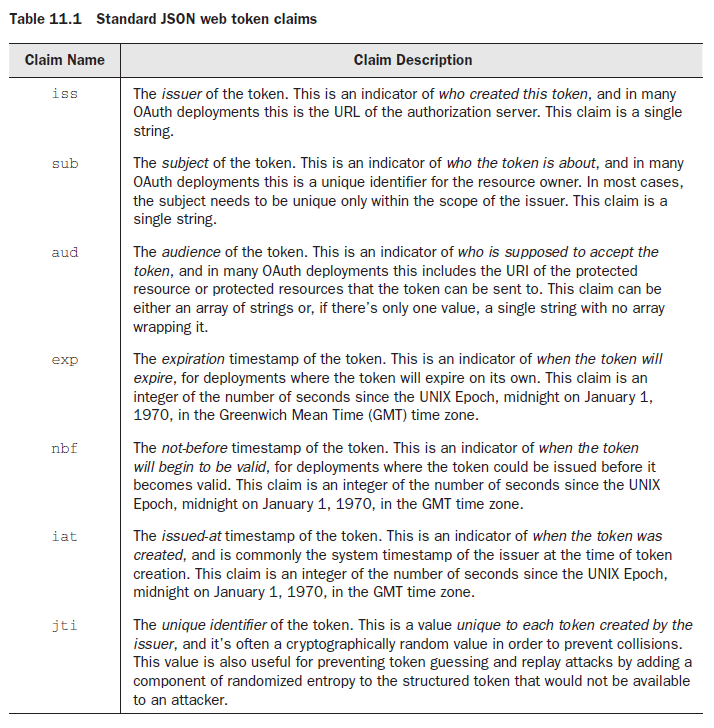 Table 11.1 Standard JSON web token claims
Claim Name Claim Description
iss The issuer of the token. This is an indicator of who created this token, and in many
OAuth deployments this is the URL of the authorization server. This claim is a single
string.
sub The subject of the token. This is an indicator of who the token is about, and in many
OAuth deployments this is a unique identifier for the resource owner. In most cases,
the subject needs to be unique only within the scope of the issuer. This claim is a
single string.
aud The audience of the token. This is an indicator of who is supposed to accept the
token, and in many OAuth deployments this includes the URI of the protected
resource or protected resources that the token can be sent to. This claim can be
either an array of strings or, if there’s only one value, a single string with no array
wrapping it.
exp The expiration timestamp of the token. This is an indicator of when the token will
expire, for deployments where the token will expire on its own. This claim is an
integer of the number of seconds since the UNIX Epoch, midnight on January 1,
1970, in the Greenwich Mean Time (GMT) time zone.
nbf The not-before timestamp of the token. This is an indicator of when the token
will begin to be valid, for deployments where the token could be issued before it
becomes valid. This claim is an integer of the number of seconds since the UNIX
Epoch, midnight on January 1, 1970, in the GMT time zone.
iat The issued-at timestamp of the token. This is an indicator of when the token was
created, and is commonly the system timestamp of the issuer at the time of token
creation. This claim is an integer of the number of seconds since the UNIX Epoch,
midnight on January 1, 1970, in the GMT time zone.
jti The unique identifier of the token. This is a value unique to each token created by the
issuer, and it’s often a cryptographically random value in order to prevent collisions.
This value is also useful for preventing token guessing and replay attacks by adding a
component of randomized entropy to the structured token that would not be available
to an attacker.